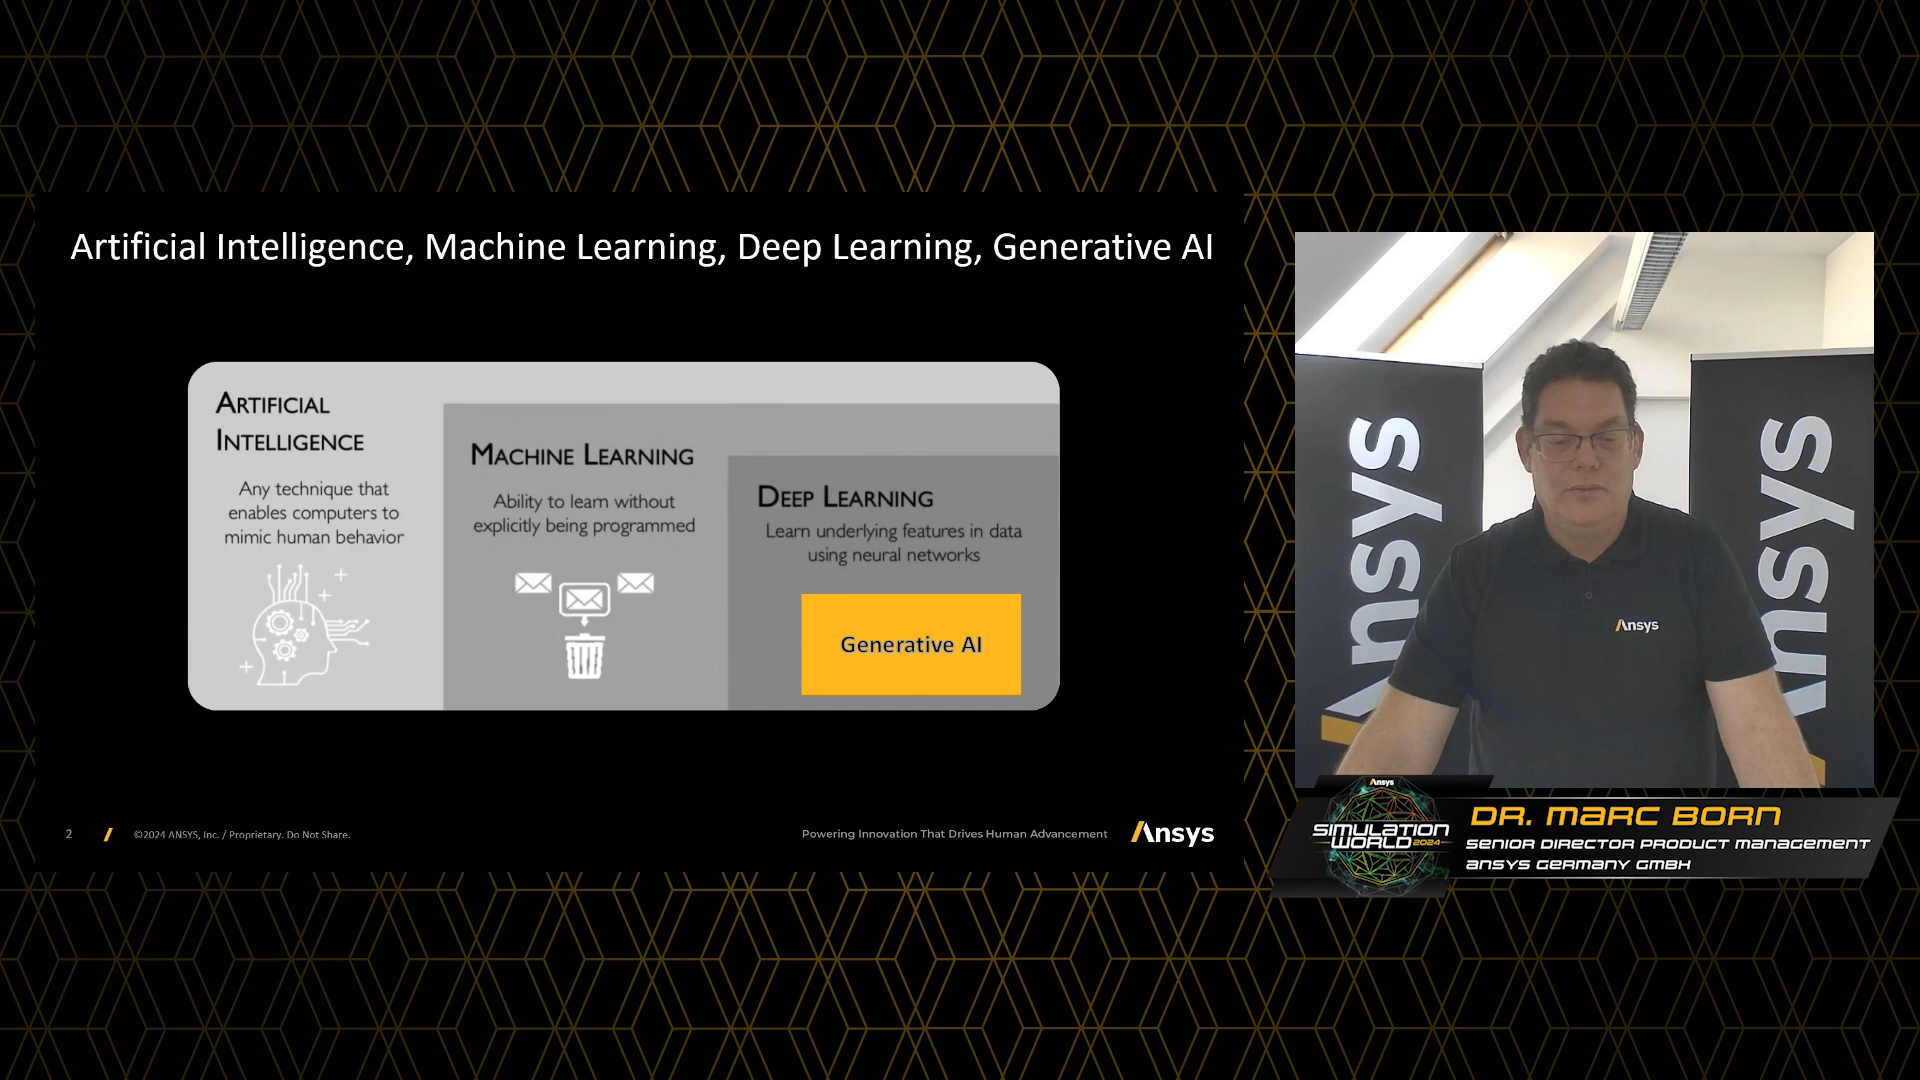 Artificial Intelligence, Machine Learning, Deep Learning, Generative AI
ARTIFICIAL
INTELLIGENCE
Any technique that
enables computers to
mimic human behavior
MACHINE LEARNING
Ability to learn without
explicitly being programmed
DEEP LEARNING
Learn underlying features in data
using neural networks
Generative AI
2
©2024 ANSYS, Inc. / Proprietary. Do Not Share.
Powering Innovation That Drives Human Advancement
Ansys
Ansys
Ansys
Ansys
Ansys
SIMULATION
WORLD 2024
DR. MARC BORN
SENIOR DIRECTOR PRODUCT MANAGEMENT
ANSYS GERMANY GMBH